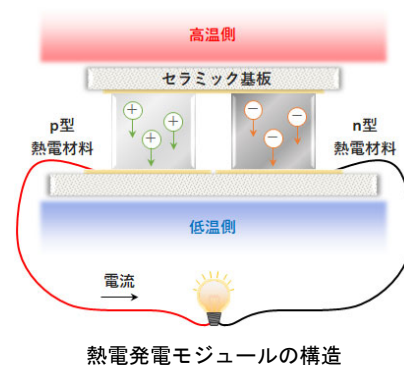 高温側
セラミック基板
p型
熱電材料
n型
熱電材料
+
+
+
−
−
−
低温側
電流
熱電発電モジュールの構造